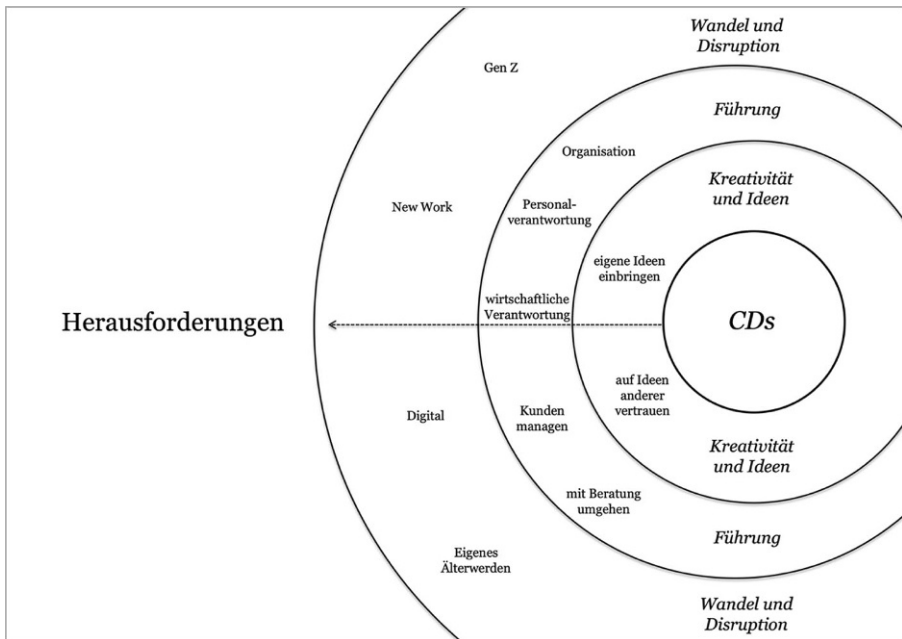 Wandel und
Disruption
Gen Z
Führung
Organisation
Kreativität
und Ideen
New Work
Personal-
verantwortung
eigene Ideen
einbringen
wirtschaftliche
Verantwortung
Herausforderungen
CDs
auf Ideen
anderer
vertrauen
Digital
Kunden
managen
Kreativität
und Ideen
mit Beratung
umgehen
Führung
Eigenes
Älterwerden
Wandel und
Disruption